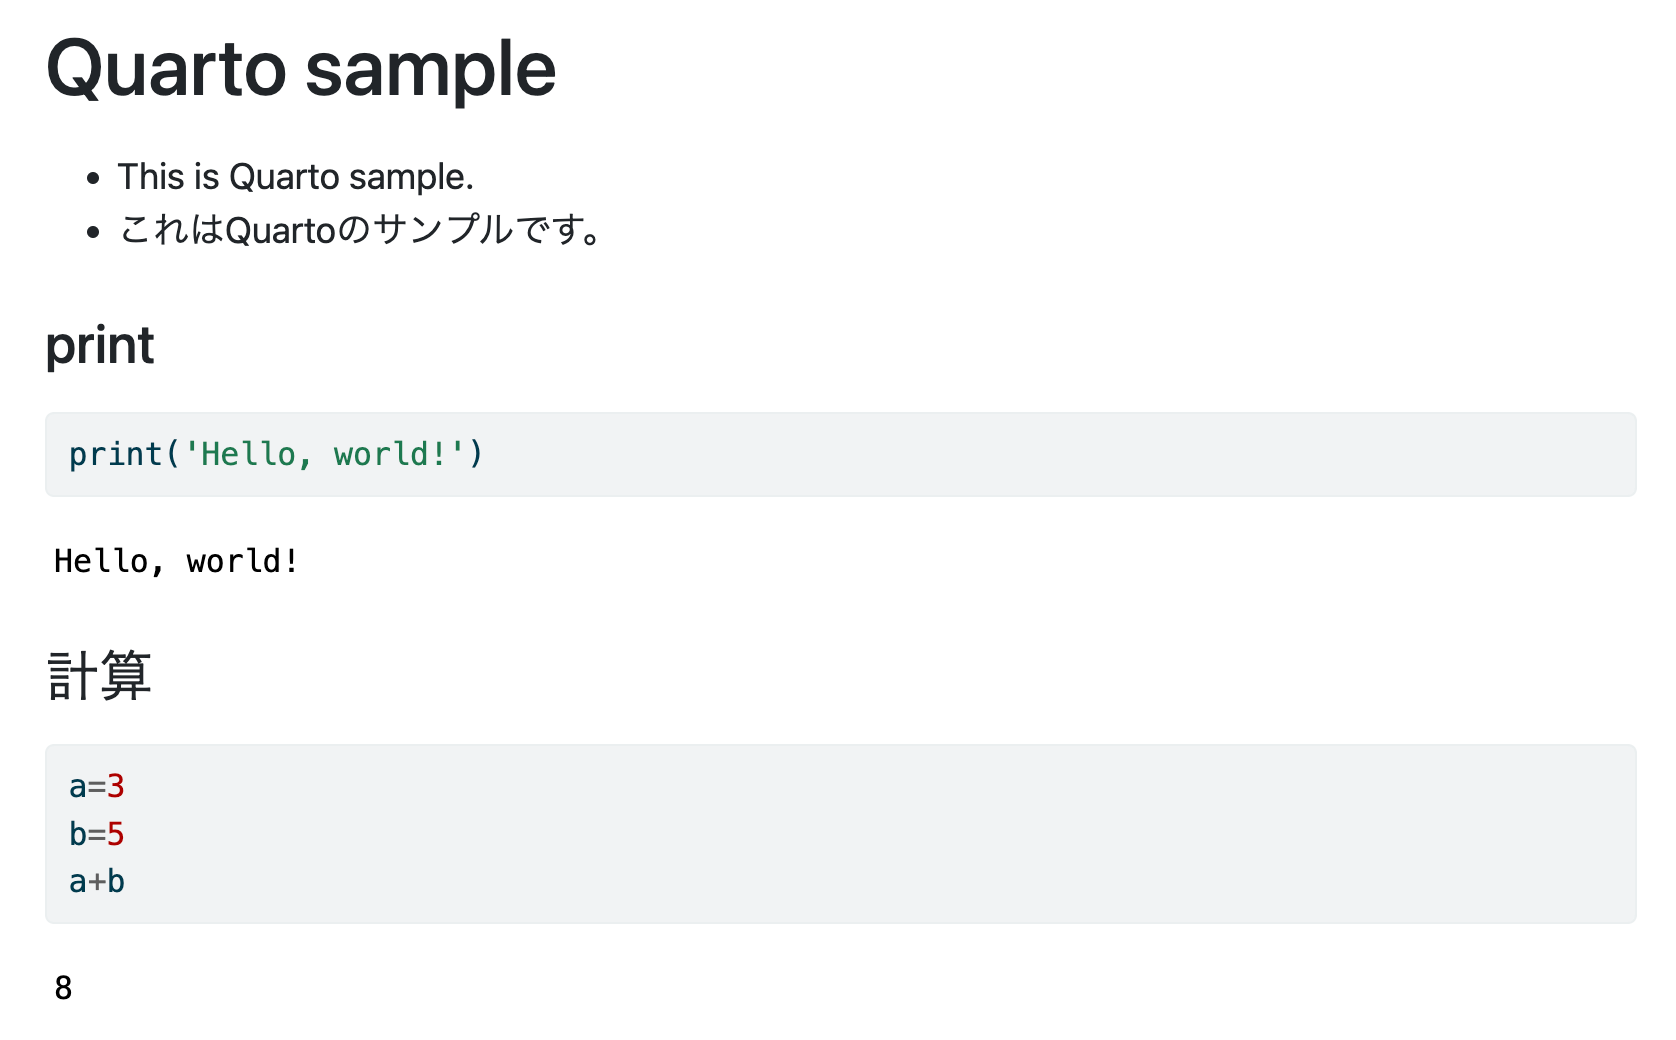 Quarto sample
This is Quarto sample.
これはQuartoのサンプルです。
print
print('Hello, world!')
Hello, world!
計算
a=3
b=5
a+b
8